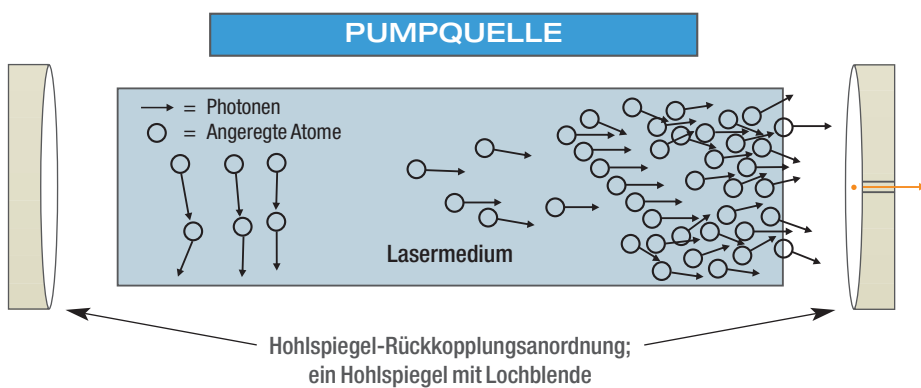 PUMPQUELLE
= Photonen
= Angeregte Atome
Lasermedium
Hohlspiegel-Rückkopplungsanordnung;
ein Hohlspiegel mit Lochblende